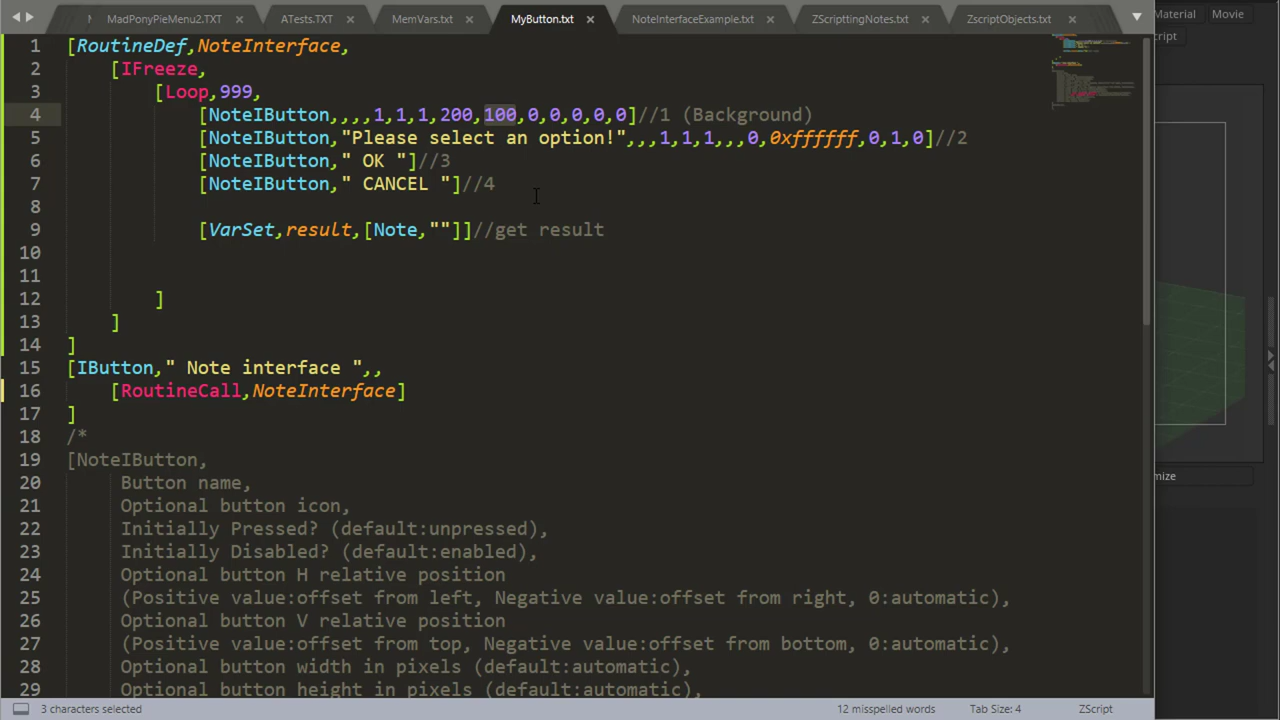 MadPonyPieMenu2.TXT × ATests.TXT × MemVars.txt × MyButton.txt × NoteInterfaceExample.txt × ZScripttingNotes.txt × ZscriptObjects.txt ×
Material Movie
cript
1 [RoutineDef,NoteInterface,
2 [IFreeze,
3 [Loop,999,
4 [NoteIButton,,,,1,1,1,200,100,0,0,0,0,0]//1 (Background)
5 [NoteIButton,"Please select an option!",,,1,1,1,,,0,0xffffff,0,1,0]//2
6 [NoteIButton," OK "]//3
7 [NoteIButton," CANCEL "]//4
8
9 [VarSet,result,[Note,""]]//get result
10
11
12 ]
13 ]
14 ]
15 [IButton," Note interface ",,
16 [RoutineCall,NoteInterface]
17 ]
18 /*
19 [NoteIButton,
20 Button name,
21 Optional button icon,
22 Initially Pressed? (default:unpressed),
23 Initially Disabled? (default:enabled),
24 Optional button H relative position
25 (Positive value:offset from left, Negative value:offset from right, 0:automatic),
26 Optional button V relative position
27 (Positive value:offset from top, Negative value:offset from bottom, 0:automatic),
28 Optional button width in pixels (default:automatic),
29 Optional button height in pixels (default:automatic),
mize
3 characters selected 12 misspelled words Tab Size: 4 ZScript